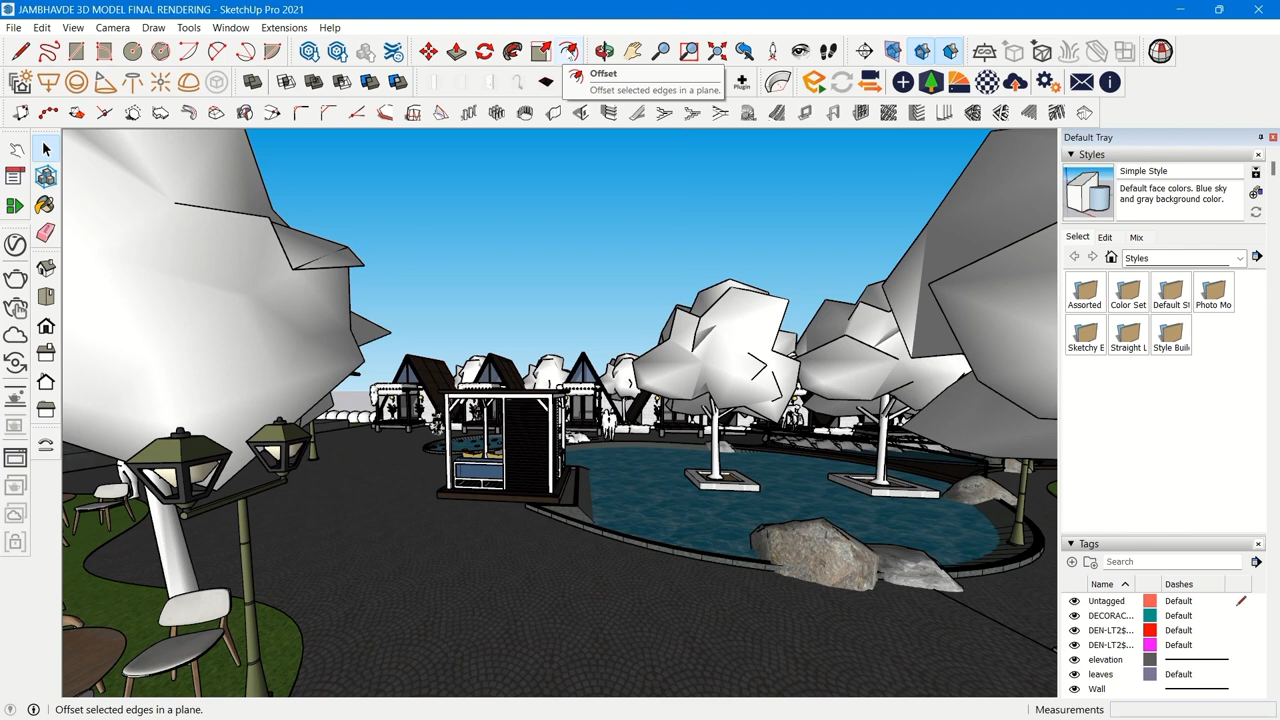 JAMBHAVDE 3D MODEL FINAL RENDERING - SketchUp Pro 2021
File Edit View Camera Draw Tools Window Extensions Help
Offset
Offset selected edges in a plane.
Plugin
Default Tray
Styles
Simple Style
Default face colors. Blue sky
and gray background color.
Select Edit Mix
Styles
Assorted Color Set Default S Photo Mo
Sketchy E Straight L Style Buil
Tags
Search
Name Dashes
Untagged Default
DECORAC... Default
DEN-LT2$... Default
DEN-LT2$... Default
elevation
leaves Default
Wall
Offset selected edges in a plane.
Measurements